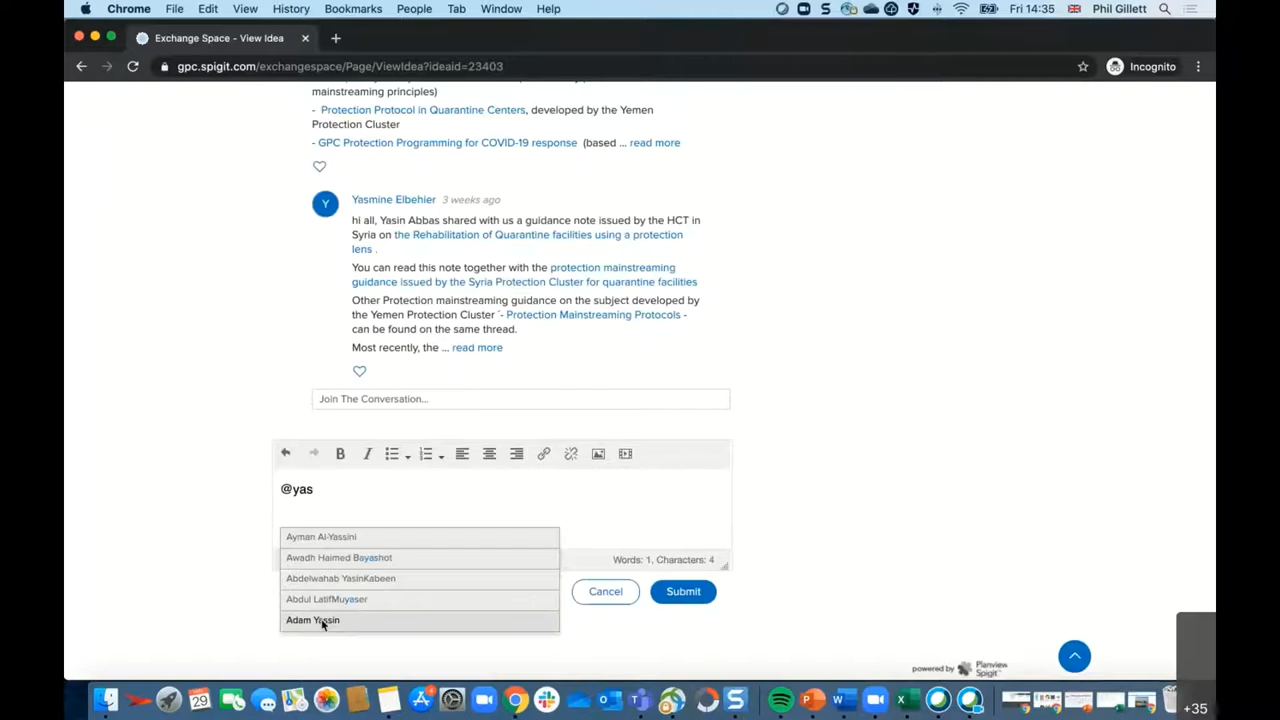 Chrome File Edit View History Bookmarks People Tab Window Help Fri 14:35 Phil Gillett
Exchange Space - View Idea
gpc.spigit.com/exchangespace/Page/ViewIdea?ideaid=23403 Incognito
mainstreaming principles)
- Protection Protocol in Quarantine Centers, developed by the Yemen
Protection Cluster
- GPC Protection Programming for COVID-19 response (based ... read more
Y
Yasmine Elbehier 3 weeks ago
hi all, Yasin Abbas shared with us a guidance note issued by the HCT in
Syria on the Rehabilitation of Quarantine facilities using a protection
lens .
You can read this note together with the protection mainstreaming
guidance issued by the Syria Protection Cluster for quarantine facilities
Other Protection mainstreaming guidance on the subject developed by
the Yemen Protection Cluster - Protection Mainstreaming Protocols -
can be found on the same thread.
Most recently, the ... read more
Join The Conversation...
@yas
Ayman Al-Yassini
Awadh Haimed Bayashot
Abdelwahab YasinKabeen
Abdul LatifMuyaser
Adam Yassin
Words: 1, Characters: 4
Cancel Submit
powered by Planview
Spigit
+35